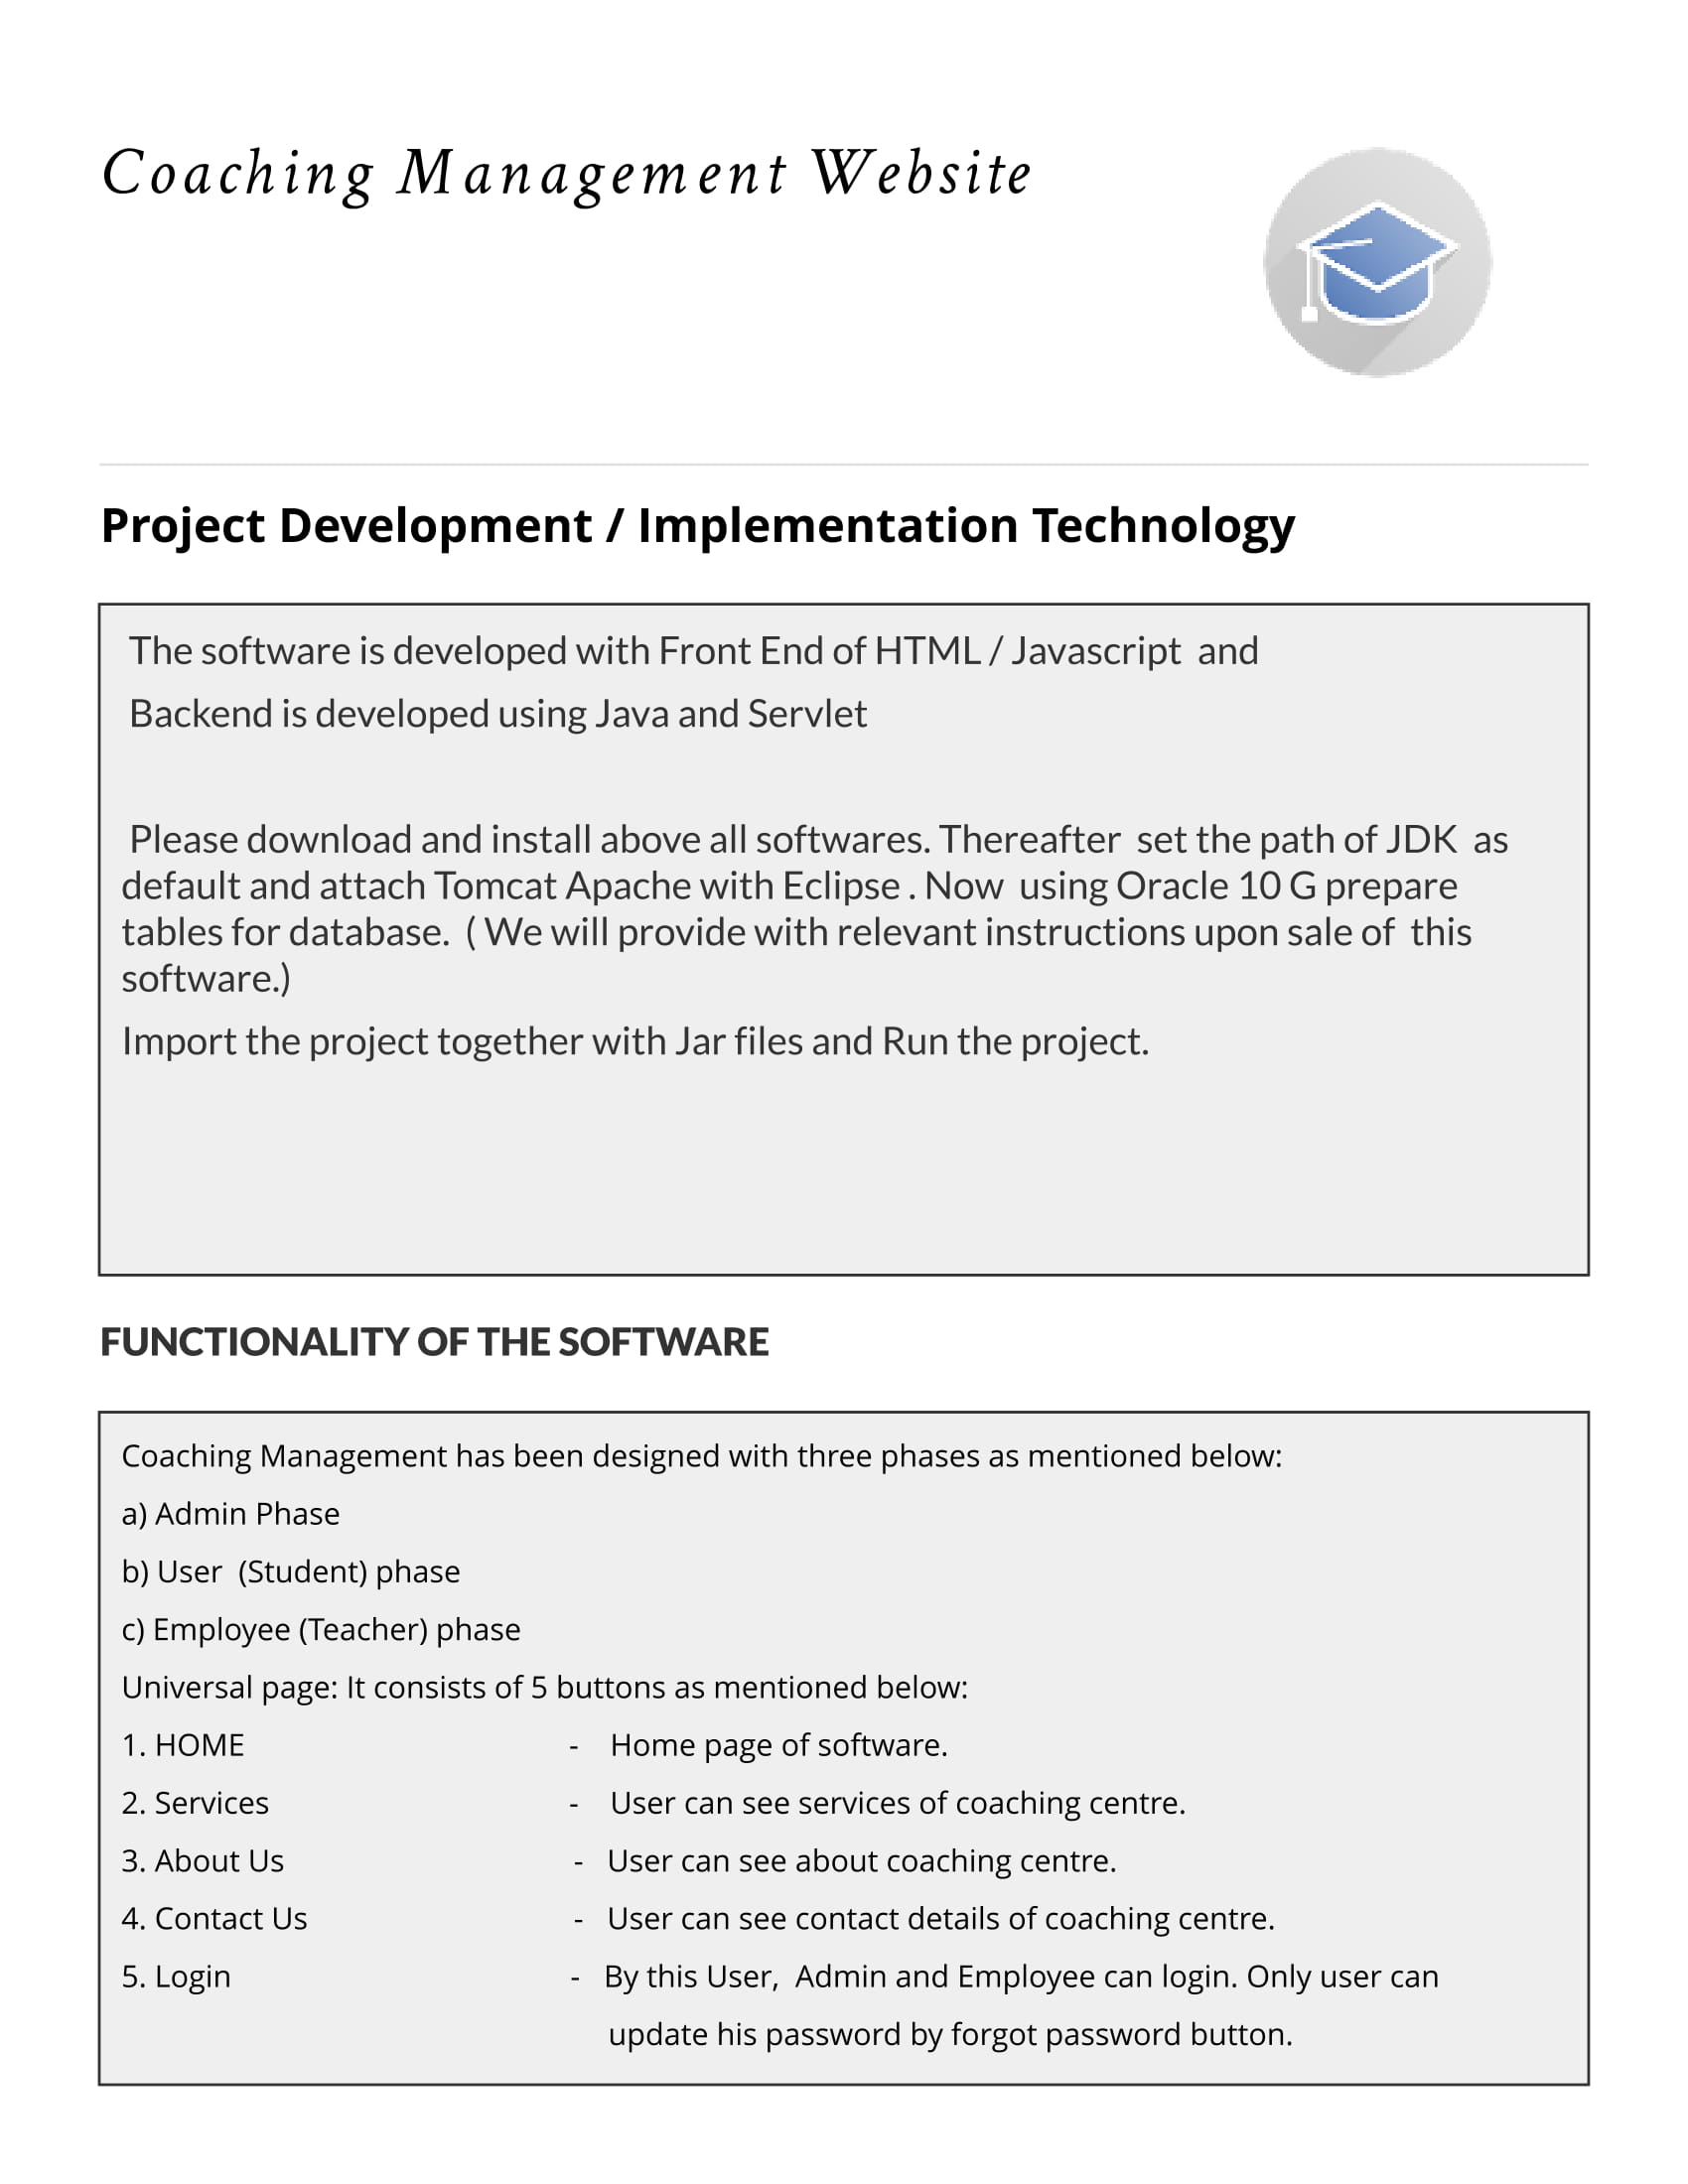 Coaching Management Website
Project Development / Implementation Technology
The software is developed with Front End of HTML / Javascript  and
Backend is developed using Java and Servlet
Please download and install above all softwares. Thereafter  set the path of JDK  as
default and attach Tomcat Apache with Eclipse . Now  using Oracle 10 G prepare
tables for database.  ( We will provide with relevant instructions upon sale of  this
software.)
Import the project together with Jar files and Run the project.
FUNCTIONALITY OF THE SOFTWARE
Coaching Management has been designed with three phases as mentioned below:
a) Admin Phase
b) User  (Student) phase
c) Employee (Teacher) phase
Universal page: It consists of 5 buttons as mentioned below:
1. HOME - Home page of software.
2. Services - User can see services of coaching centre.
3. About Us - User can see about coaching centre.
4. Contact Us - User can see contact details of coaching centre.
5. Login - By this User,  Admin and Employee can login. Only user can
update his password by forgot password button.